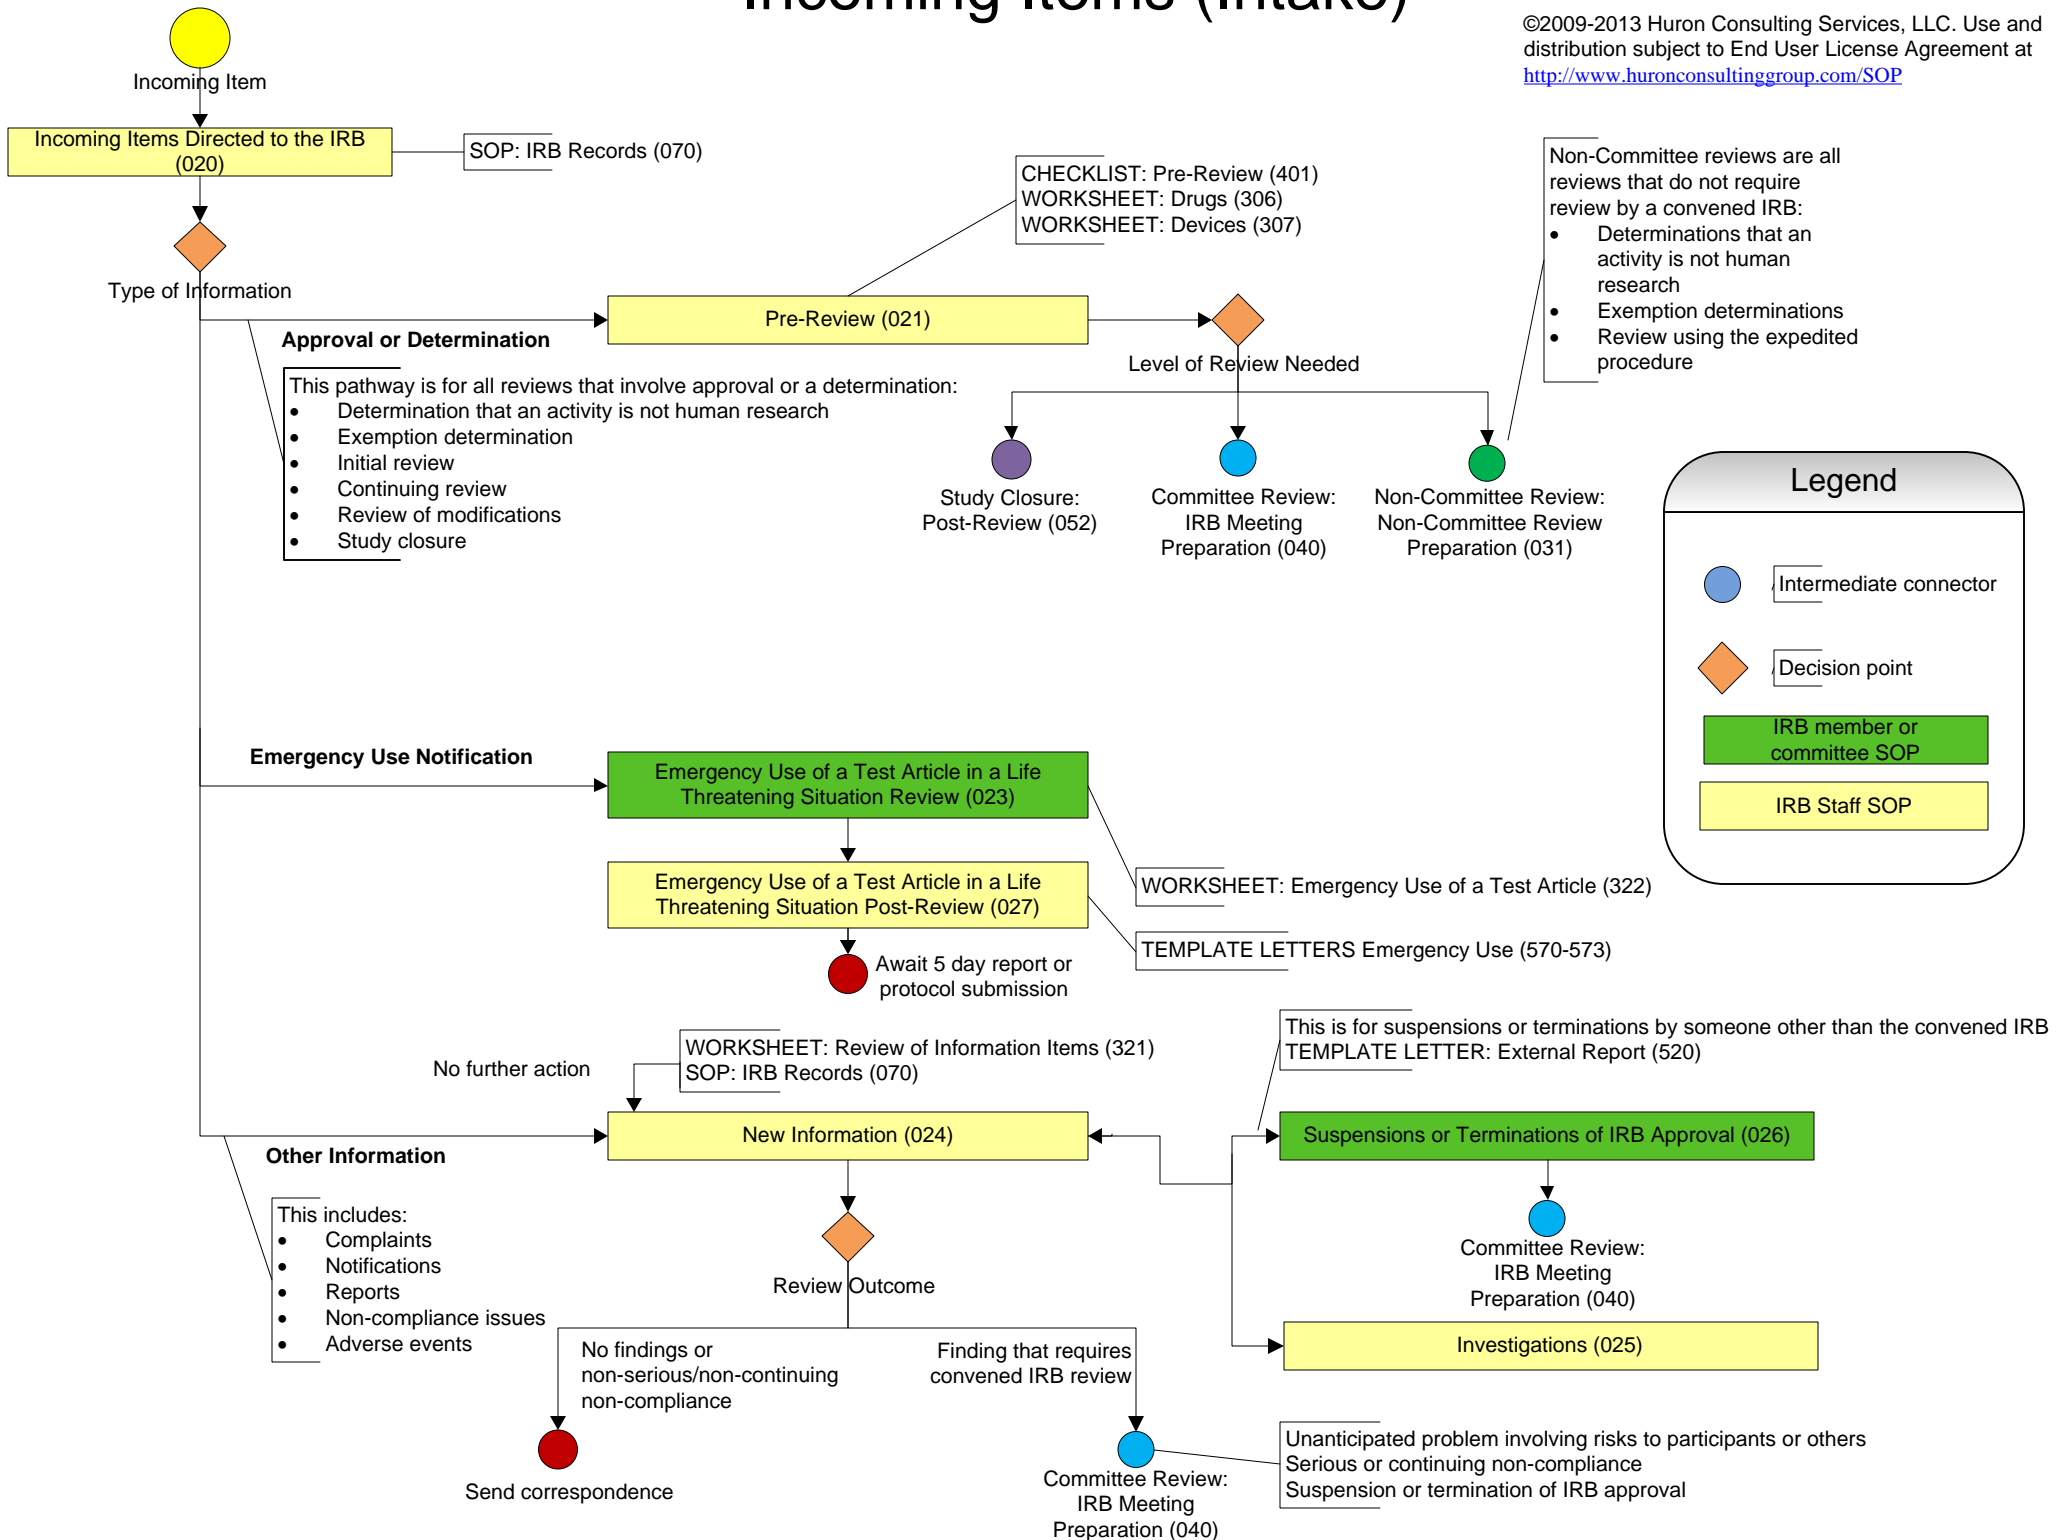 Incoming Items (Intake)
©2009-2013 Huron Consulting Services, LLC. Use and
distribution subject to End User License Agreement at
http://www.huronconsultinggroup.com/SOP
Incoming Item
Incoming Items Directed to the IRB
(020)
SOP: IRB Records (070)
Type of Information
CHECKLIST: Pre-Review (401)
WORKSHEET: Drugs (306)
WORKSHEET: Devices (307)
Non-Committee reviews are all
reviews that do not require
review by a convened IRB:
• Determinations that an
activity is not human
research
• Exemption determinations
• Review using the expedited
procedure
Pre-Review (021)
Approval or Determination
Level of Review Needed
This pathway is for all reviews that involve approval or a determination:
• Determination that an activity is not human research
• Exemption determination
• Initial review
• Continuing review
• Review of modifications
• Study closure
Study Closure:
Post-Review (052)
Committee Review:
IRB Meeting
Preparation (040)
Non-Committee Review:
Non-Committee Review
Preparation (031)
Legend
Intermediate connector
Decision point
IRB member or
committee SOP
IRB Staff SOP
Emergency Use Notification
Emergency Use of a Test Article in a Life
Threatening Situation Review (023)
Emergency Use of a Test Article in a Life
Threatening Situation Post-Review (027)
WORKSHEET: Emergency Use of a Test Article (322)
TEMPLATE LETTERS Emergency Use (570-573)
Await 5 day report or
protocol submission
No further action
WORKSHEET: Review of Information Items (321)
SOP: IRB Records (070)
This is for suspensions or terminations by someone other than the convened IRB
TEMPLATE LETTER: External Report (520)
New Information (024)
Suspensions or Terminations of IRB Approval (026)
Other Information
This includes:
• Complaints
• Notifications
• Reports
• Non-compliance issues
• Adverse events
Review Outcome
Committee Review:
IRB Meeting
Preparation (040)
Investigations (025)
No findings or
non-serious/non-continuing
non-compliance
Finding that requires
convened IRB review
Send correspondence
Committee Review:
IRB Meeting
Preparation (040)
Unanticipated problem involving risks to participants or others
Serious or continuing non-compliance
Suspension or termination of IRB approval